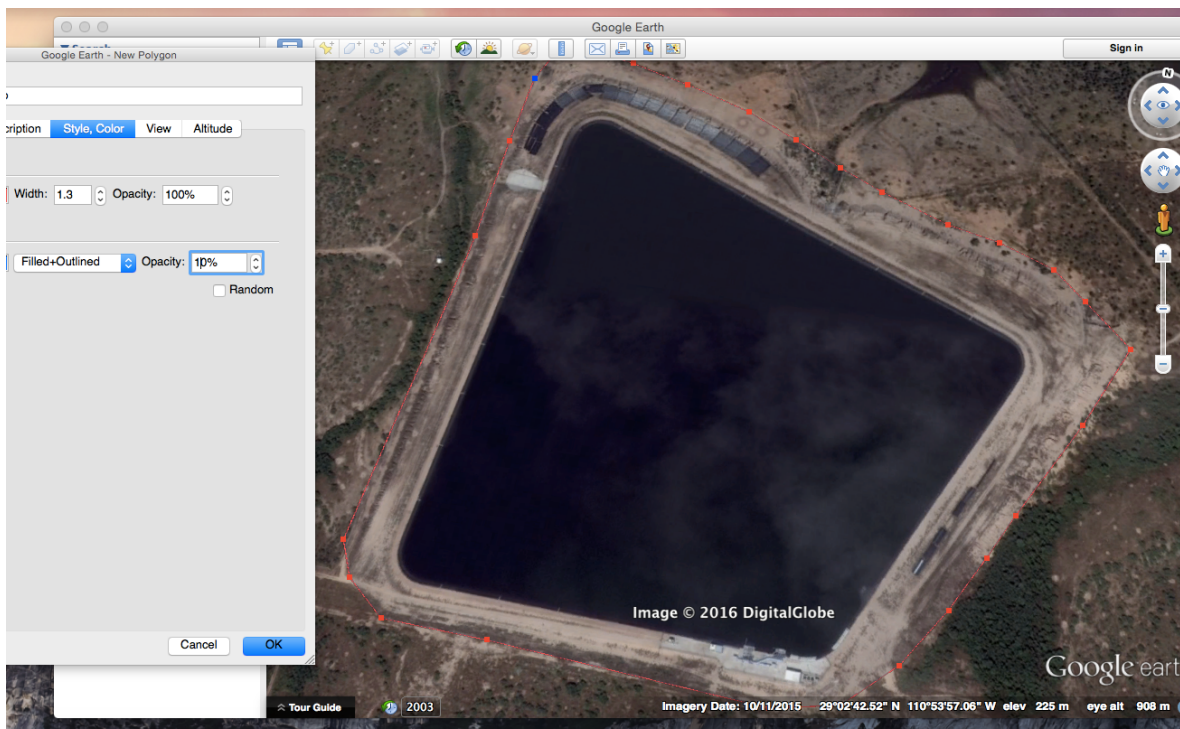 Google Earth
Google Earth - New Polygon
Sign in
N
Style, Color
View
Altitude
Width: 1.3
Opacity: 100%
Filled+Outlined
Opacity: 10%
Random
Cancel
OK
Image © 2016 DigitalGlobe
Google earth
Tour Guide
2003
Imagery Date: 10/11/2015
29°02'42.52" N 110°53'57.06" W elev 225 m
eye alt 908 m